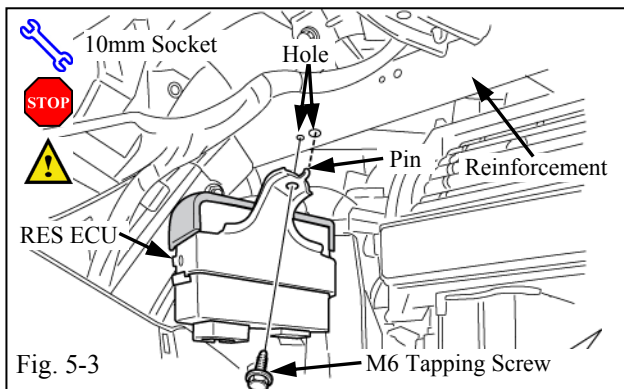 10mm Socket
Hole
STOP
Pin
Reinforcement
RES ECU
M6 Tapping Screw
Fig. 5-3